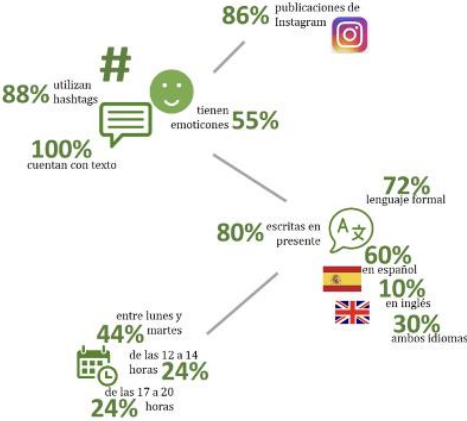 86% publicaciones de
Instagram
#
88% utilizan
hashtags
tienen
emoticones 55%
100%
cuentan con texto
72%
lenguaje formal
80% escritas en
presente
A文
60%
en español
10%
en inglés
30%
ambos idiomas
entre lunes y
44% martes
de las 12 a 14
horas 24%
de las 17 a 20
24% horas